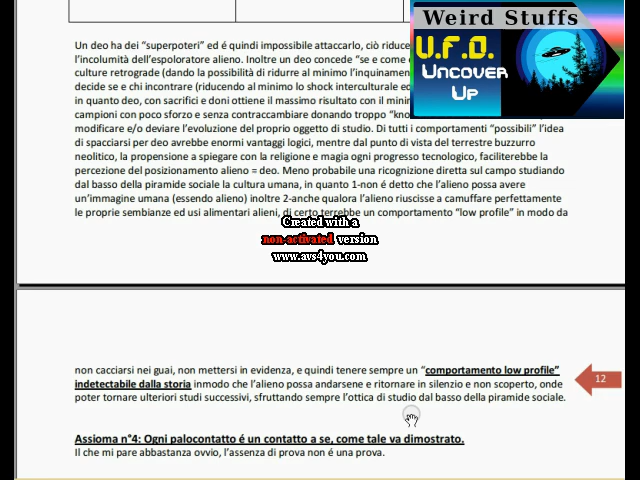 Weird Stuffs
U.F.O.
Uncover
Up
Un deo ha dei “superpoteri” ed é quindi impossibile attaccarlo, ciò riduce
l’incolumità dell’espoloratore alieno. Inoltre un deo concede “se e come
culture retrograde (dando la possibilità di ridurre al minimo l’inquinamen
decide se e chi incontrare (riducendo al minimo lo shock interculturale ed
in quanto deo, con sacrifici e doni ottiene il massimo risultato con il mini
campioni con poco sforzo e senza contraccambiare donando troppo “kno
modificare e/o deviare l’evoluzione del proprio oggetto di studio. Di tutti i comportamenti “possibili” l’idea
di spacciarsi per deo avrebbe enormi vantaggi logici, mentre dal punto di vista del terrestre buzzurro
neolitico, la propensione a spiegare con la religione e magia ogni progresso tecnologico, faciliterebbe la
percezione del posizionamento alieno = deo. Meno probabile una ricognizione diretta sul campo studiando
dal basso della piramide sociale la cultura umana, in quanto 1-non é detto che l’alieno possa avere
un’immagine umana (essendo alieno) inoltre 2-anche qualora l’alieno riuscisse a camuffare perfettamente
le proprie sembianze ed usi alimentari alieni, di certo terrebbe un comportamento “low profile” in modo da
Created with a
non-activated version
www.avs4you.com
non cacciarsi nei guai, non mettersi in evidenza, e quindi tenere sempre un “comportamento low profile”
indetectabile dalla storia inmodo che l’alieno possa andarsene e ritornare in silenzio e non scoperto, onde
poter tornare ulteriori studi successivi, sfruttando sempre l’ottica di studio dal basso della piramide sociale.
12
Assioma n°4: Ogni palocontatto é un contatto a se, come tale va dimostrato.
Il che mi pare abbastanza ovvio, l’assenza di prova non é una prova.